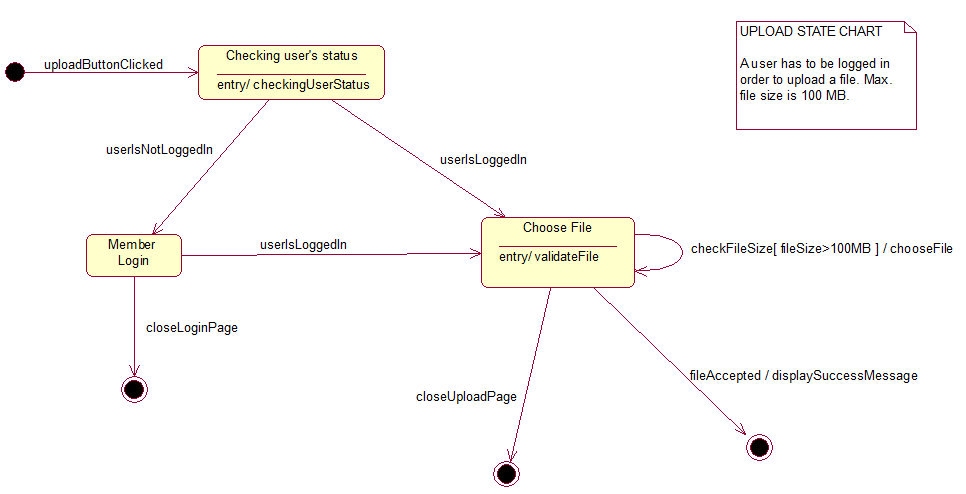 UPLOAD STATE CHART
A user has to be logged in
order to upload a file. Max.
file size is 100 MB.
uploadButtonClicked
Checking user's status
entry/ checkingUserStatus
userIsNotLoggedIn
userIsLoggedIn
Member
Login
userIsLoggedIn
Choose File
entry/ validateFile
checkFileSize[ fileSize>100MB ] / chooseFile
closeLoginPage
closeUploadPage
fileAccepted / displaySuccessMessage